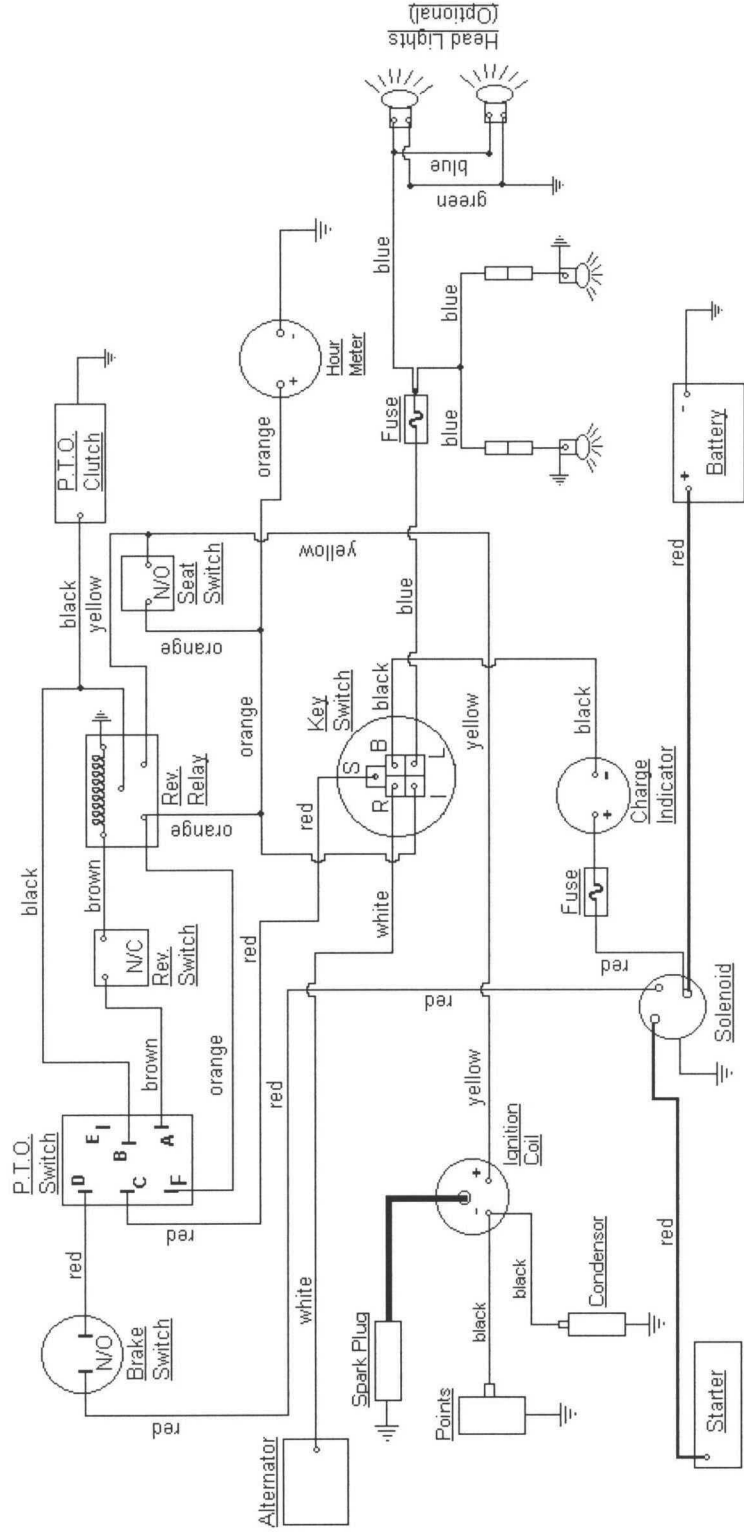 P.T.O.
Switch
D
E
B
C
A
F
red
N/O
Brake
Switch
red
red
black
brown
brown
N/C
Rev.
Switch
orange
Rev.
Relay
orange
black
yellow
P.T.O.
Clutch
N/O
Seat
Switch
orange
orange
orange
+
-
Hour
Meter
Alternator
white
white
red
red
Key
Switch
S
R
B
I
L
black
blue
yellow
Fuse
blue
blue
green
Head Lights
(Optional)
blue
blue
Spark Plug
Points
black
black
Condensor
-
+
Ignition
Coil
yellow
yellow
red
Fuse
red
+
-
Charge
Indicator
black
Solenoid
red
Starter
red
+
-
Battery